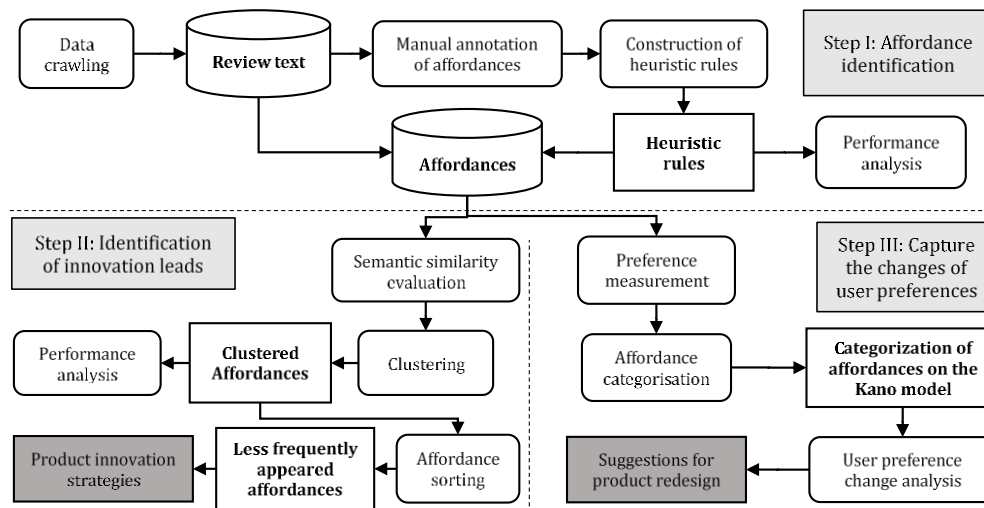 Data
crawling
Review text
Manual annotation
of affordances
Construction of
heuristic rules
Step I: Affordance
identification
Affordances
Heuristic
rules
Performance
analysis
Step II: Identification
of innovation leads
Semantic similarity
evaluation
Preference
measurement
Step III: Capture
the changes of
user preferences
Performance
analysis
Clustered
Affordances
Clustering
Affordance
categorisation
Categorization of
affordances on the
Kano model
Product innovation
strategies
Less frequently
appeared
affordances
Affordance
sorting
Suggestions for
product redesign
User preference
change analysis